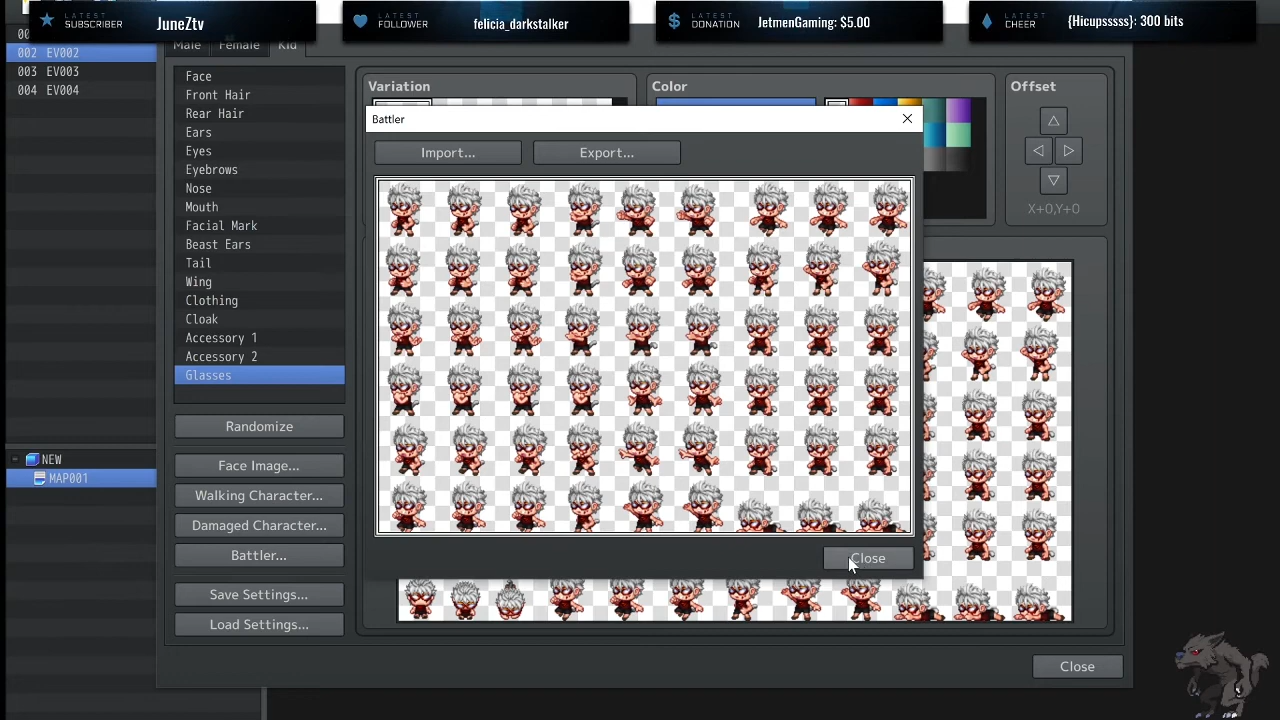 LATEST SUBSCRIBER JuneZtv
LATEST FOLLOWER felicia_darkstalker
LATEST DONATION JetmenGaming: $5.00
LATEST CHEER {Hicupsssss}: 300 bits
002 EV002
003 EV003
004 EV004
NEW
MAP001
Male Female Kid
Face
Front Hair
Rear Hair
Ears
Eyes
Eyebrows
Nose
Mouth
Facial Mark
Beast Ears
Tail
Wing
Clothing
Cloak
Accessory 1
Accessory 2
Glasses
Randomize
Face Image...
Walking Character...
Damaged Character...
Battler...
Save Settings...
Load Settings...
Variation
Color
Offset
X+0,Y+0
Battler
Import...
Export...
Close
Close